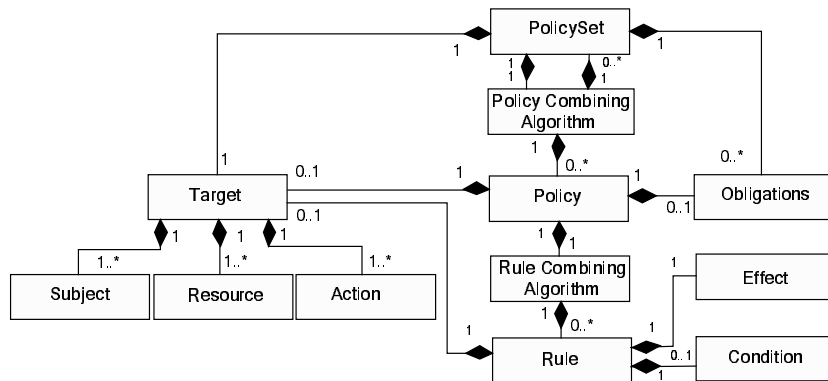 PolicySet
1
1
1
1
0..*
1
Policy Combining
Algorithm
1
0..*
1
0..*
0..1
1
1
Target
Policy
Obligations
0..1
0..1
1
1
1
1
1
1..*
1..*
1..*
Subject
Resource
Action
Rule Combining
Algorithm
1
0..*
1
Effect
1
1
Rule
0..1
1
Condition